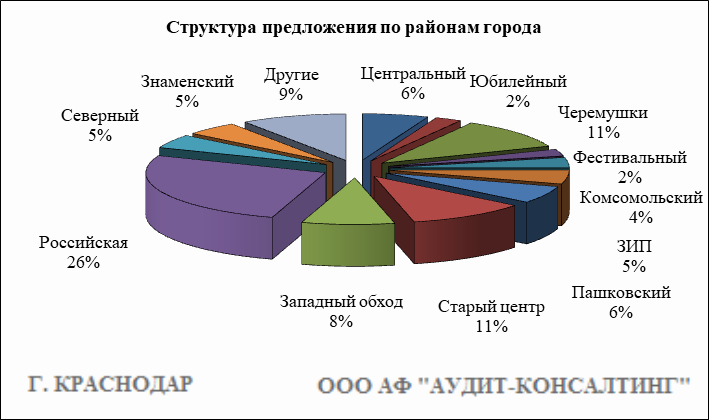 Структура предложения по районам города
Центральный
6%
Юбилейный
2%
Черемушки
11%
Фестивальный
2%
Комсомольский
4%
ЗИП
5%
Пашковский
6%
Старый центр
11%
Западный обход
8%
Российская
26%
Северный
5%
Знаменский
5%
Другие
9%
Г. КРАСНОДАР
ООО АФ "АУДИТ-КОНСАЛТИНГ"